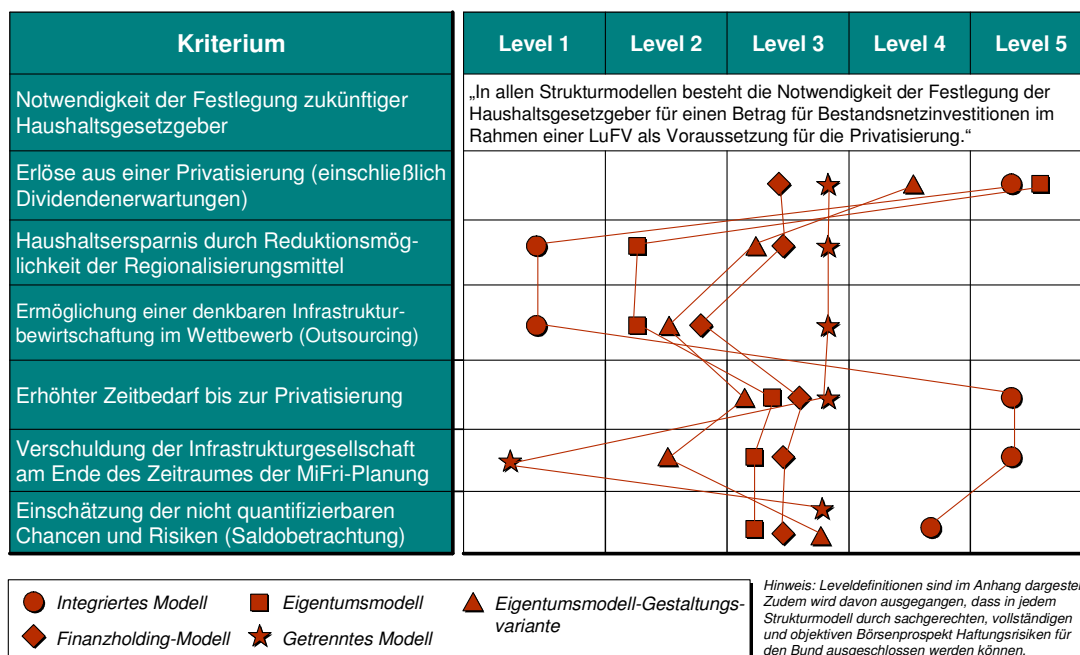 Kriterium
Level 1
Level 2
Level 3
Level 4
Level 5
Notwendigkeit der Festlegung zukünftiger
Haushaltsgesetzgeber
„In allen Strukturmodellen besteht die Notwendigkeit der Festlegung der
Haushaltsgesetzgeber für einen Betrag für Bestandsnetzinvestitionen im
Rahmen einer LuFV als Voraussetzung für die Privatisierung.“
Erlöse aus einer Privatisierung (einschließlich
Dividendenerwartungen)
Haushaltsersparnis durch Reduktionsmög-
lichkeit der Regionalisierungsmittel
Ermöglichung einer denkbaren Infrastruktur-
bewirtschaftung im Wettbewerb (Outsourcing)
Erhöhter Zeitbedarf bis zur Privatisierung
Verschuldung der Infrastrukturgesellschaft
am Ende des Zeitraumes der MiFri-Planung
Einschätzung der nicht quantifizierbaren
Chancen und Risiken (Saldobetrachtung)
Integriertes Modell
Eigentumsmodell
Eigentumsmodell-Gestaltungs-
variante
Finanzholding-Modell
Getrenntes Modell
Hinweis: Leveldefinitionen sind im Anhang dargestel
Zudem wird davon ausgegangen, dass in jedem
Strukturmodell durch sachgerechten, vollständigen
und objektiven Börsenprospekt Haftungsrisiken für
den Bund ausgeschlossen werden können.